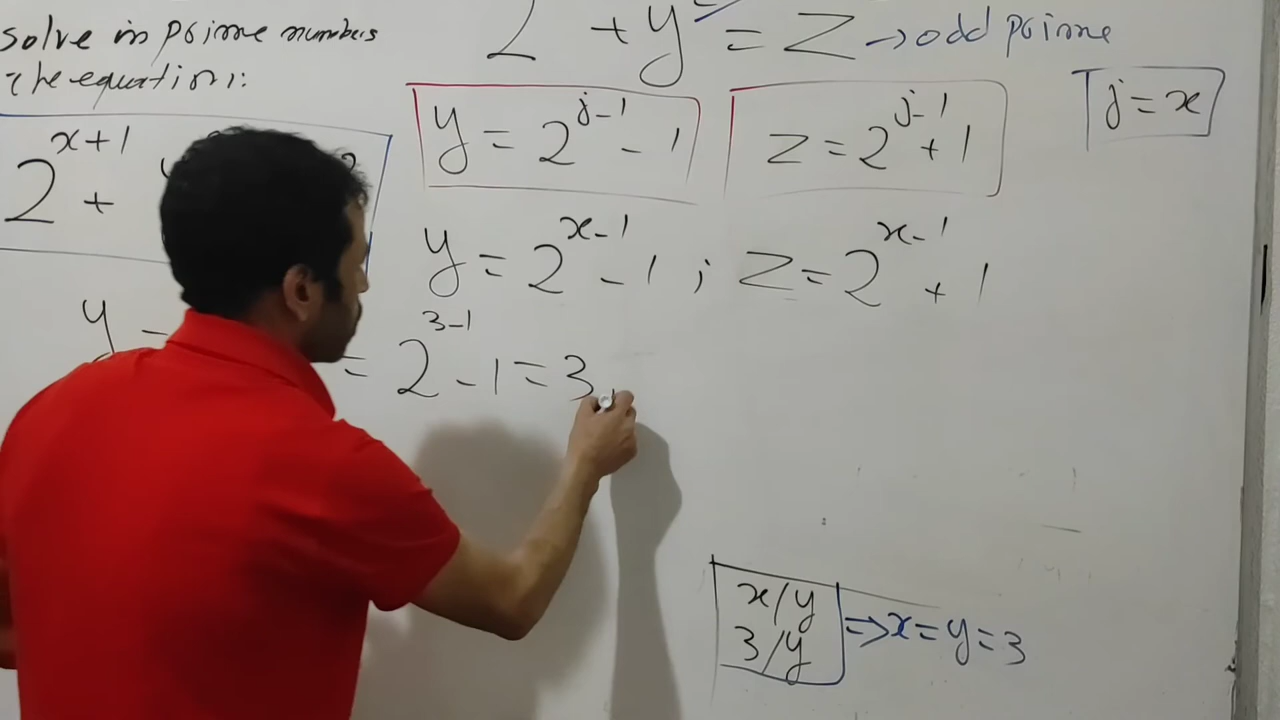 solve in prime numbers
the equation:
2^{x+1} +
2 + y = z → odd prime
y = 2^{j-1} - 1
z = 2^{j-1} + 1
j = x
y = 2^{x-1} - 1 ; z = 2^{x-1} + 1
y = 2^{3-1} - 1 = 3
x/y
3/y
⇒ x = y = 3